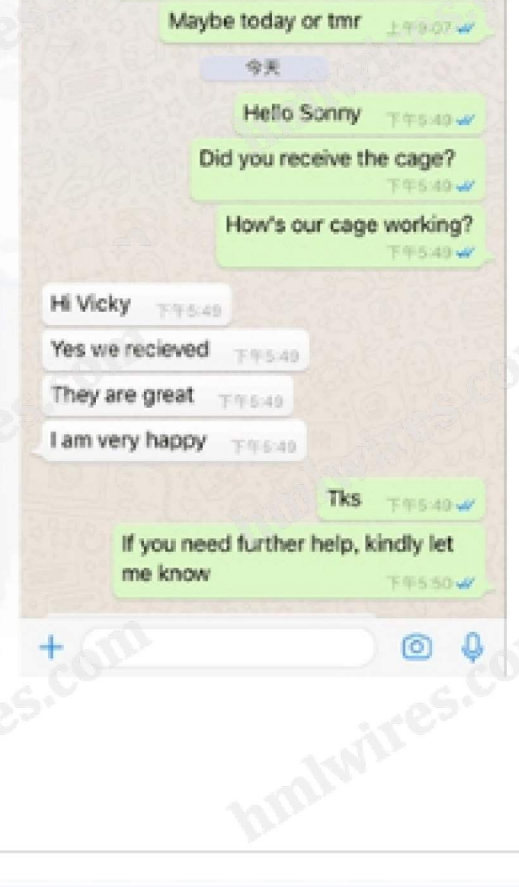 Maybe today or tmr 上午9:07
今天
Hello Sonny 下午5:49
Did you receive the cage?
下午5:49
How's our cage working?
下午5:49
Hi Vicky 下午5:49
Yes we recieved 下午5:49
They are great 下午5:49
I am very happy 下午5:49
Tks 下午5:49
If you need further help, kindly let
me know 下午5:50
es.com
hmlwires.com